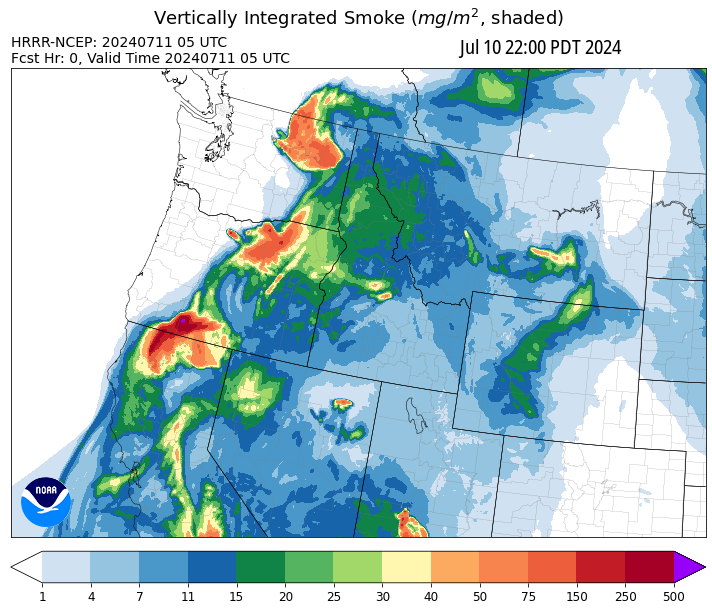 Vertically Integrated Smoke (mg/m², shaded)
HRRR-NCEP: 20240711 05 UTC
Fcst Hr: 0, Valid Time 20240711 05 UTC
Jul 10 22:00 PDT 2024
NOAA
1 4 7 11 15 20 25 30 40 50 75 150 250 500